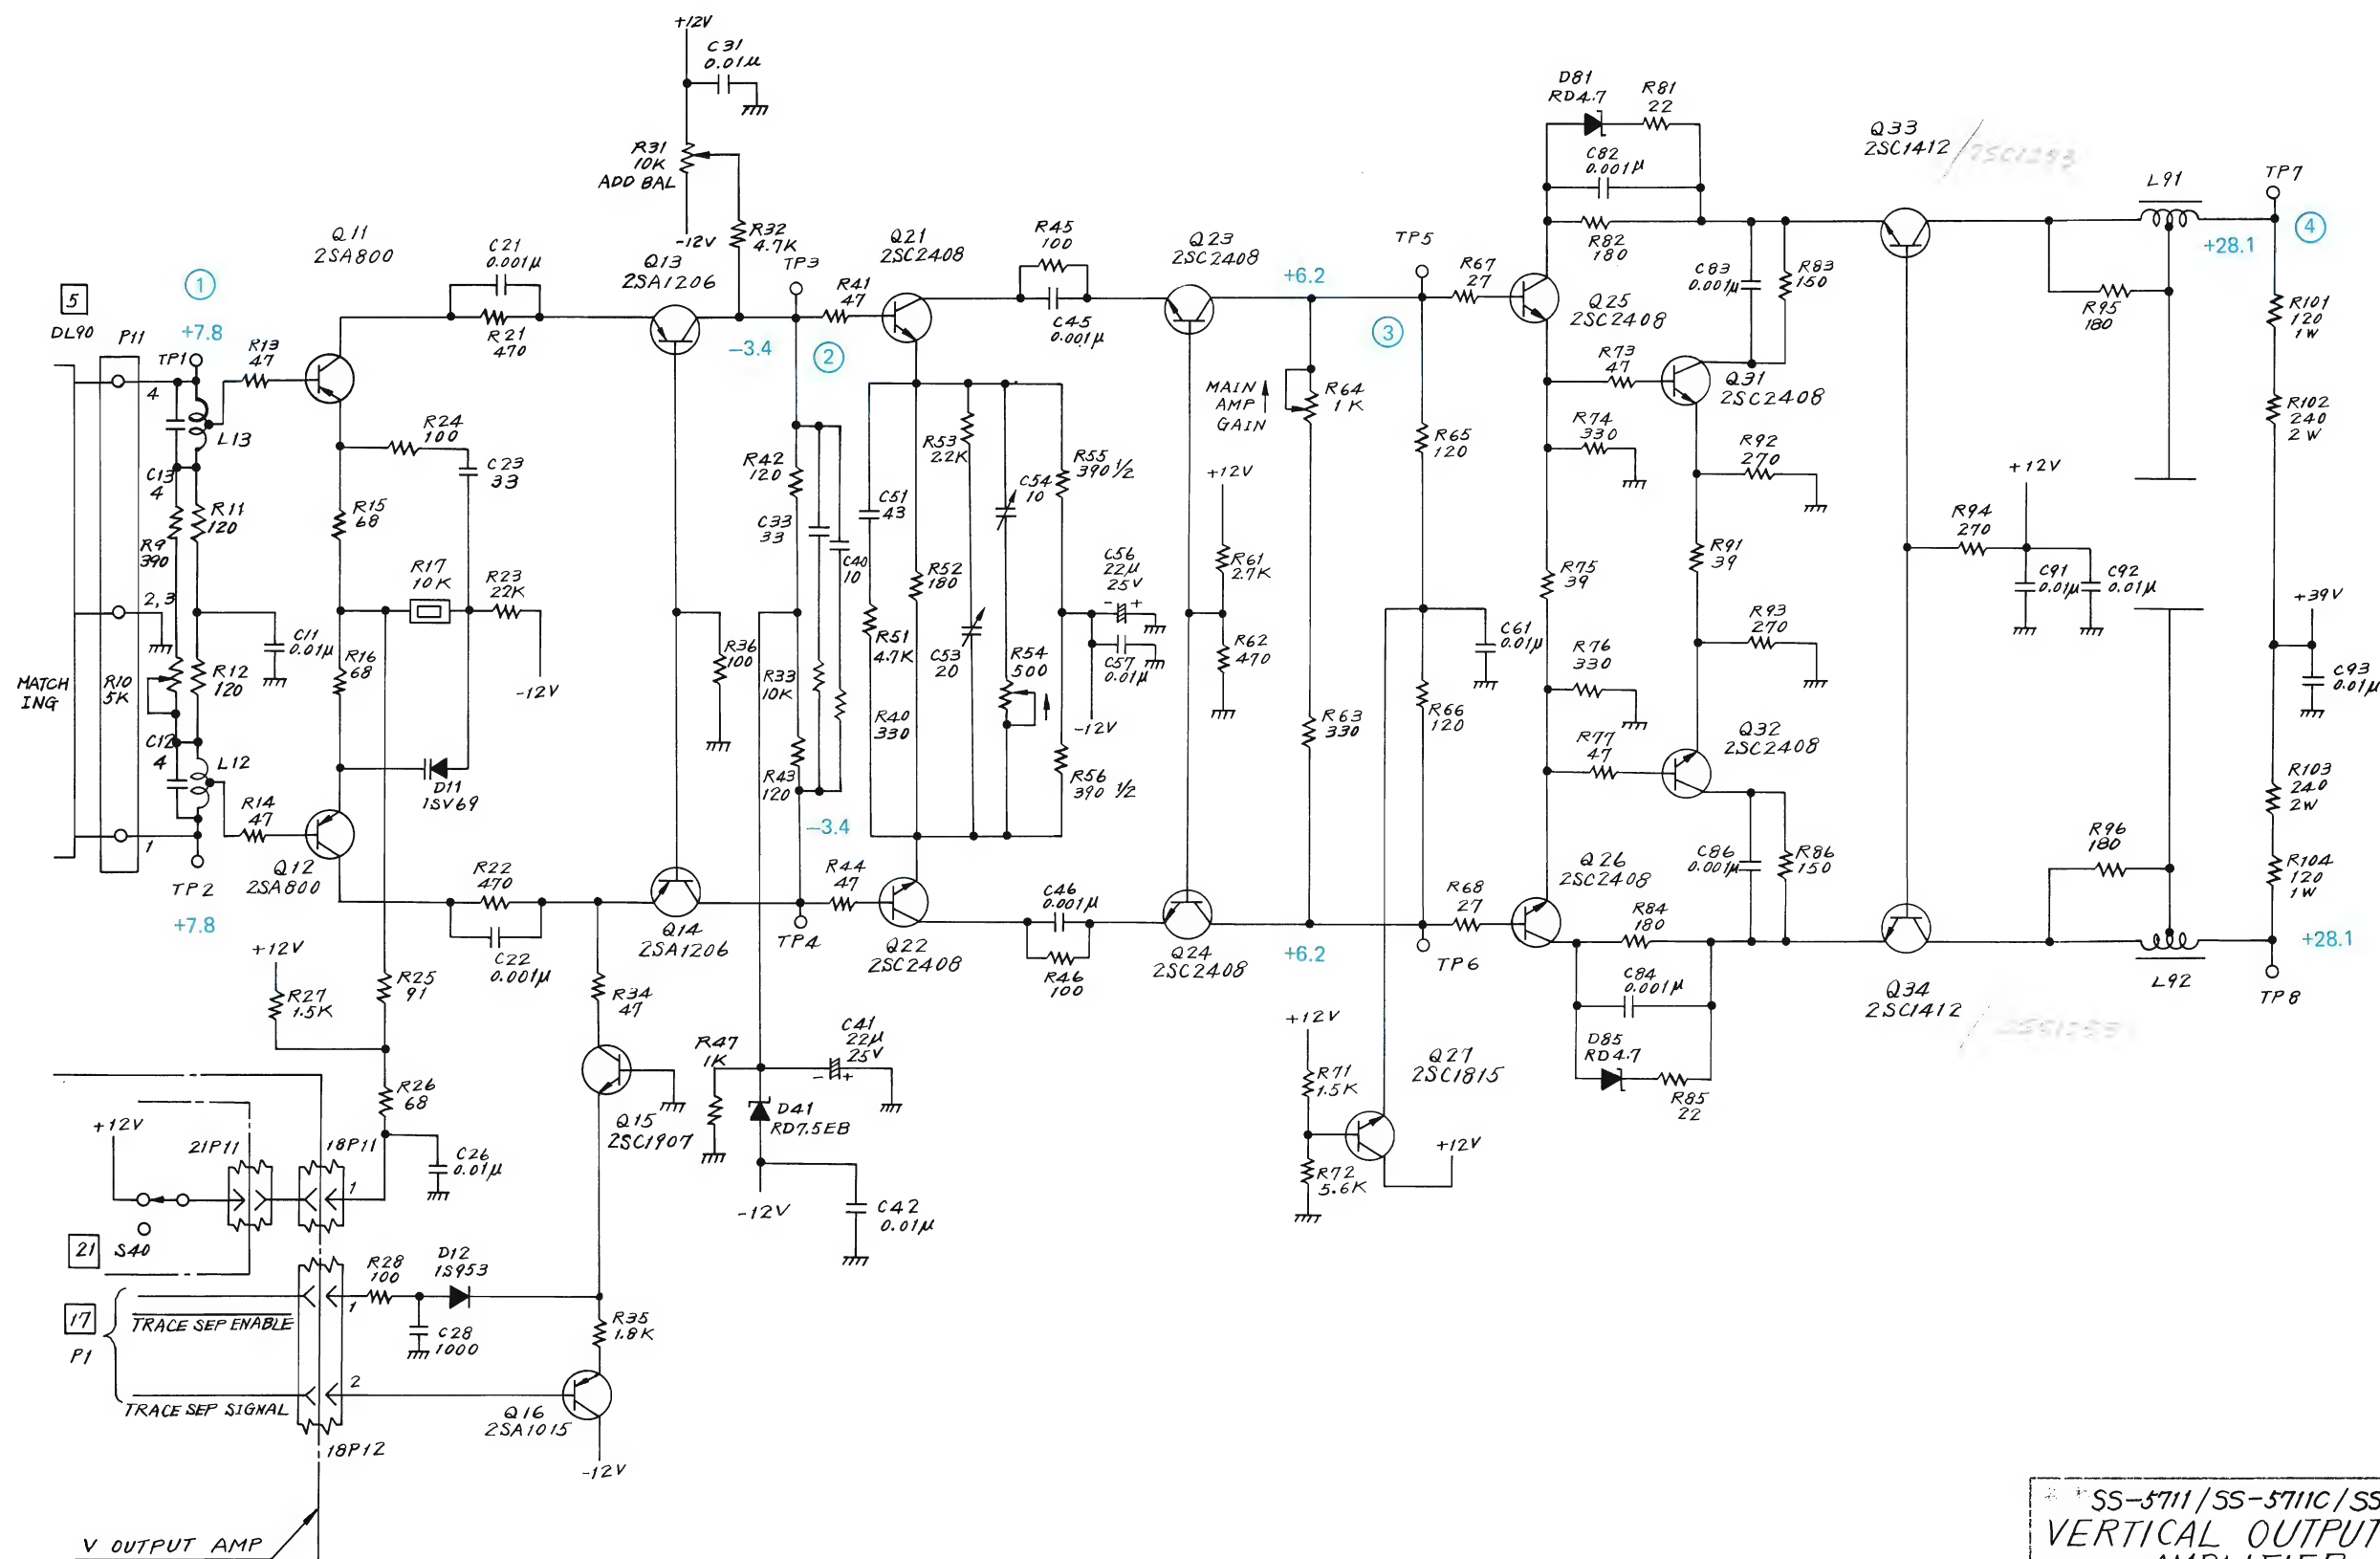 +12V
C31
0.01µ
R31
10K
ADD BAL
-12V
R32
4.7K
Q11
2SA800
C21
0.001µ
R21
470
Q13
2SA1206
TP3
-3.4
2
R41
47
Q21
2SC2408
R45
100
C45
0.001µ
Q23
2SC2408
+6.2
TP5
3
R67
27
D81
RD4.7
R81
22
C82
0.001µ
R82
180
Q25
2SC2408
C83
0.001µ
R83
150
Q33
2SC1412
L91
TP7
4
+28.1
R95
180
R101
120
1W
R102
240
2W
5
DL90
P11
1
+7.8
TP1
R13
47
4
L13
C13
4
R11
120
R9
390
2, 3
C11
0.01µ
MATCH
ING
R10
5K
R12
120
C12
4
L12
1
TP2
+7.8
R14
47
Q12
2SA800
R24
100
C23
33
R15
68
R17
10K
R23
22K
-12V
R16
68
D11
1SV69
R22
470
C22
0.001µ
Q14
2SA1206
R36
100
R42
120
C33
33
C40
10
R33
10K
R40
330
R43
120
-3.4
TP4
R44
47
Q22
2SC2408
C51
43
R51
4.7K
R52
180
R53
2.2K
C53
20
C54
10
R54
500
R55
390 1/2
C56
22µ
25V
- +
C57
0.01µ
-12V
R56
390 1/2
C46
0.001µ
R46
100
Q24
2SC2408
+6.2
MAIN
AMP
GAIN
R64
1K
+12V
R61
2.7K
R62
470
R63
330
R65
120
R66
120
C61
0.01µ
TP6
R68
27
R73
47
Q31
2SC2408
R74
330
R92
270
R75
39
R91
39
R76
330
R93
270
R77
47
Q32
2SC2408
Q26
2SC2408
R84
180
C86
0.001µ
R86
150
C84
0.001µ
D85
RD4.7
R85
22
+12V
R94
270
C91
0.01µ
C92
0.01µ
+39V
C93
0.01µ
R103
240
2W
R96
180
R104
120
1W
+28.1
L92
TP8
Q34
2SC1412
+12V
R27
1.5K
R25
91
R26
68
C26
0.01µ
+12V
21P11
18P11
1
21
S40
R34
47
Q15
2SC1907
R47
1K
C41
22µ
25V
- +
D41
RD7.5EB
-12V
C42
0.01µ
+12V
R71
1.5K
R72
5.6K
Q27
2SC1815
+12V
R28
100
D12
1S953
1
17
P1
TRACE SEP ENABLE
C28
1000
R35
1.8K
2
TRACE SEP SIGNAL
Q16
2SA1015
18P12
-12V
V OUTPUT AMP
SS-5711/SS-5711C/SS
VERTICAL OUTPUT
AMPLIFIER